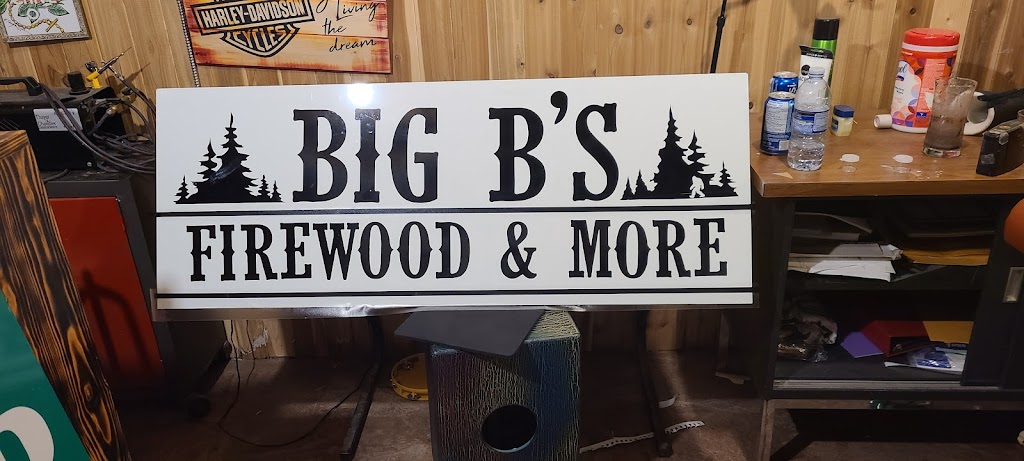 HARLEY-DAVIDSON
CYCLES
Living
the
dream
BIG B'S
FIREWOOD & MORE